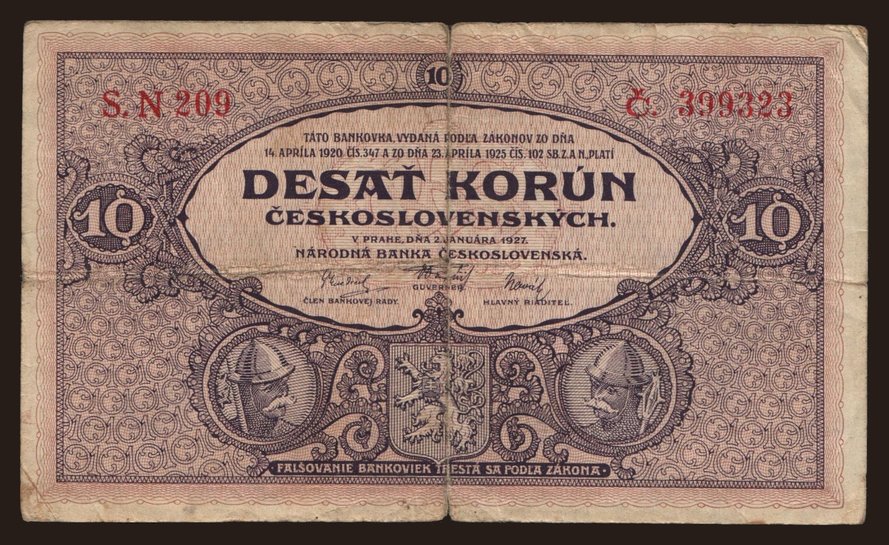 10
S. N 209
Č. 399323
TÁTO BANKOVKA, VYDANÁ PODĽA ZÁKONOV ZO DŇA
14. APRÍLA 1920 ČÍS. 347 A ZO DŇA 23. APRÍLA 1925 ČÍS. 102 SB. Z. A N., PLATÍ
DESAŤ KORÚN
ČESKOSLOVENSKÝCH.
10
10
V PRAHE, DŇA 2. JANUÁRA 1927.
NÁRODNÁ BANKA ČESKOSLOVENSKÁ.
ČLEN BANKOVEJ RADY.
GUVERNÉR.
HLAVNÝ RIADITEĽ.
FALŠOVANIE BANKOVIEK TRESTÁ SA PODĽA ZÁKONA